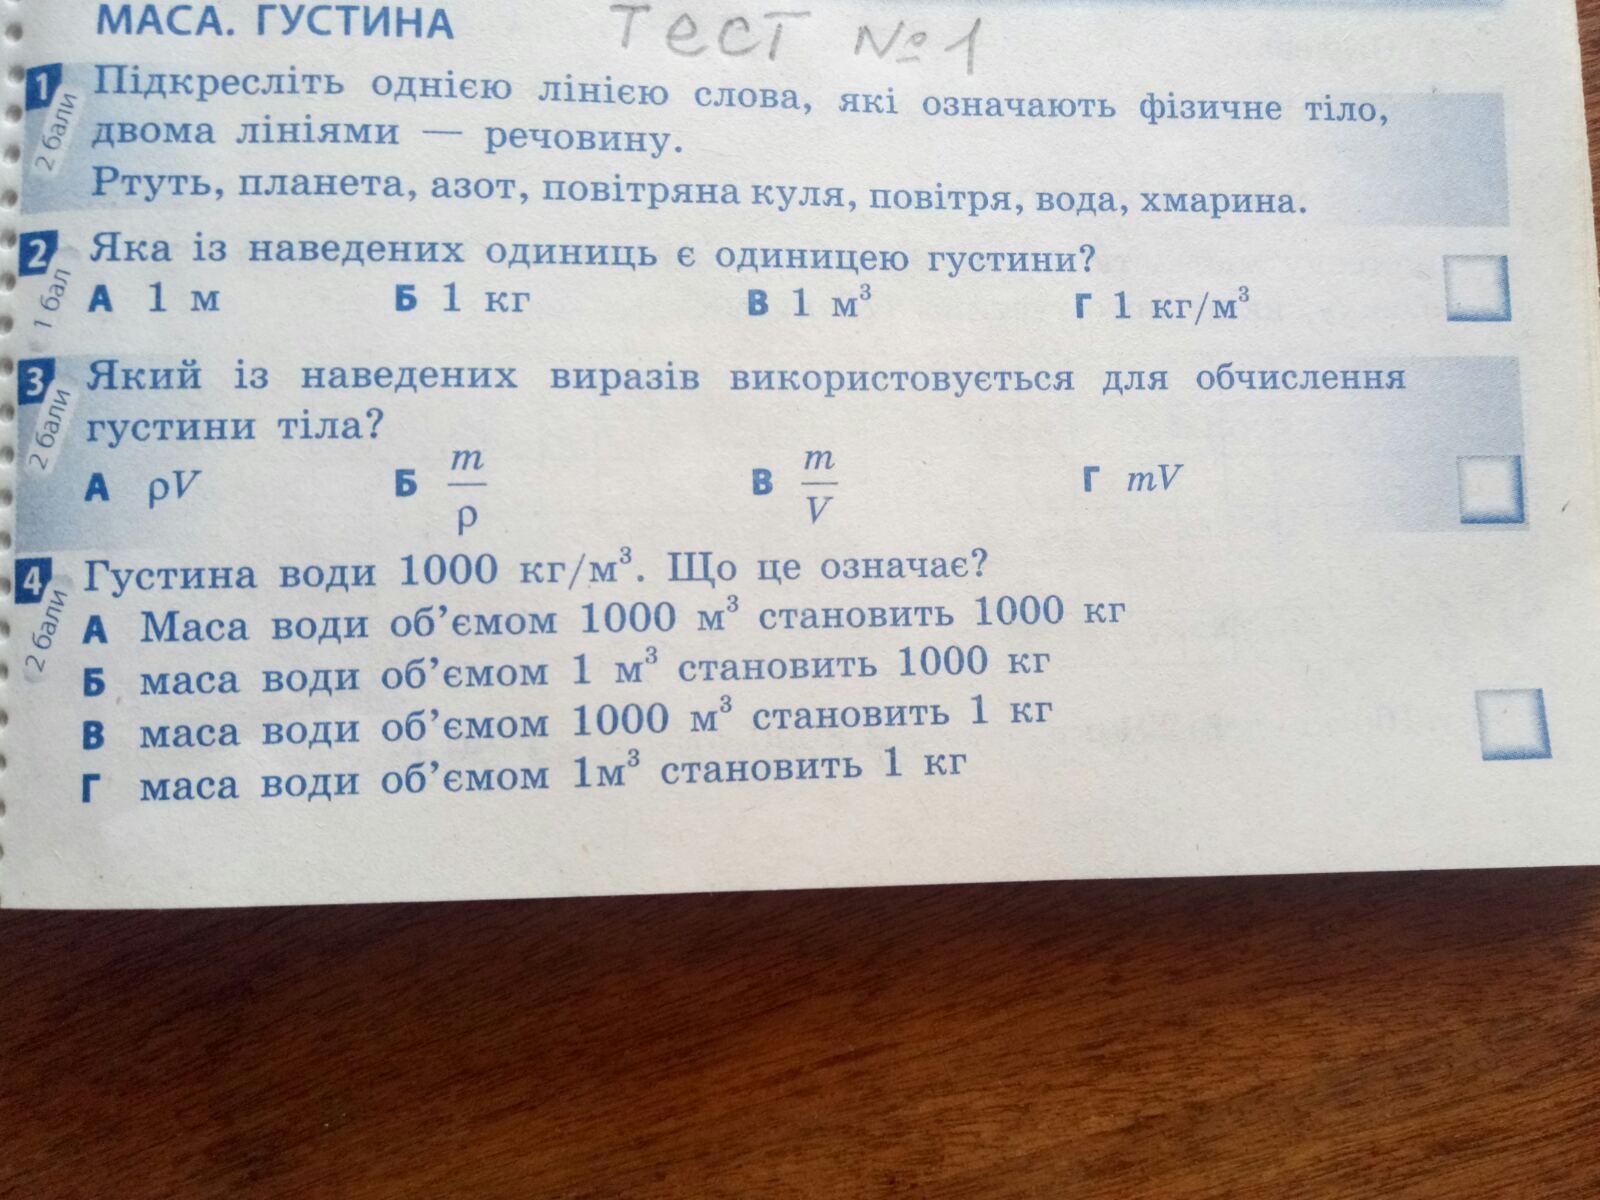 МАСА. ГУСТИНА
Тест №1
1 Підкресліть однією лінією слова, які означають фізичне тіло,
2 бали
двома лініями — речовину.
Ртуть, планета, азот, повітряна куля, повітря, вода, хмарина.
2 Яка із наведених одиниць є одиницею густини?
1 бал
А 1 м Б 1 кг В 1 м³ Г 1 кг/м³
3 Який із наведених виразів використовується для обчислення
2 бали
густини тіла?
А ρV Б m/ρ В m/V Г mV
4 Густина води 1000 кг/м³. Що це означає?
2 бали
А Маса води об’ємом 1000 м³ становить 1000 кг
Б маса води об’ємом 1 м³ становить 1000 кг
В маса води об’ємом 1000 м³ становить 1 кг
Г маса води об’ємом 1м³ становить 1 кг